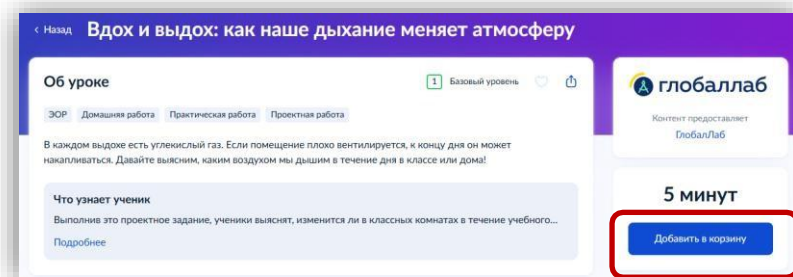 ‹ Назад Вдох и выдох: как наше дыхание меняет атмосферу
Об уроке
1 Базовый уровень
ЭОР Домашняя работа Практическая работа Проектная работа
В каждом выдохе есть углекислый газ. Если помещение плохо вентилируется, к концу дня он может
накапливаться. Давайте выясним, каким воздухом мы дышим в течение дня в классе или дома!
Что узнает ученик
Выполнив это проектное задание, ученики выяснят, изменится ли в классных комнатах в течение учебного...
Подробнее
глобаллаб
Контент предоставляет
ГлобалЛаб
5 минут
Добавить в корзину